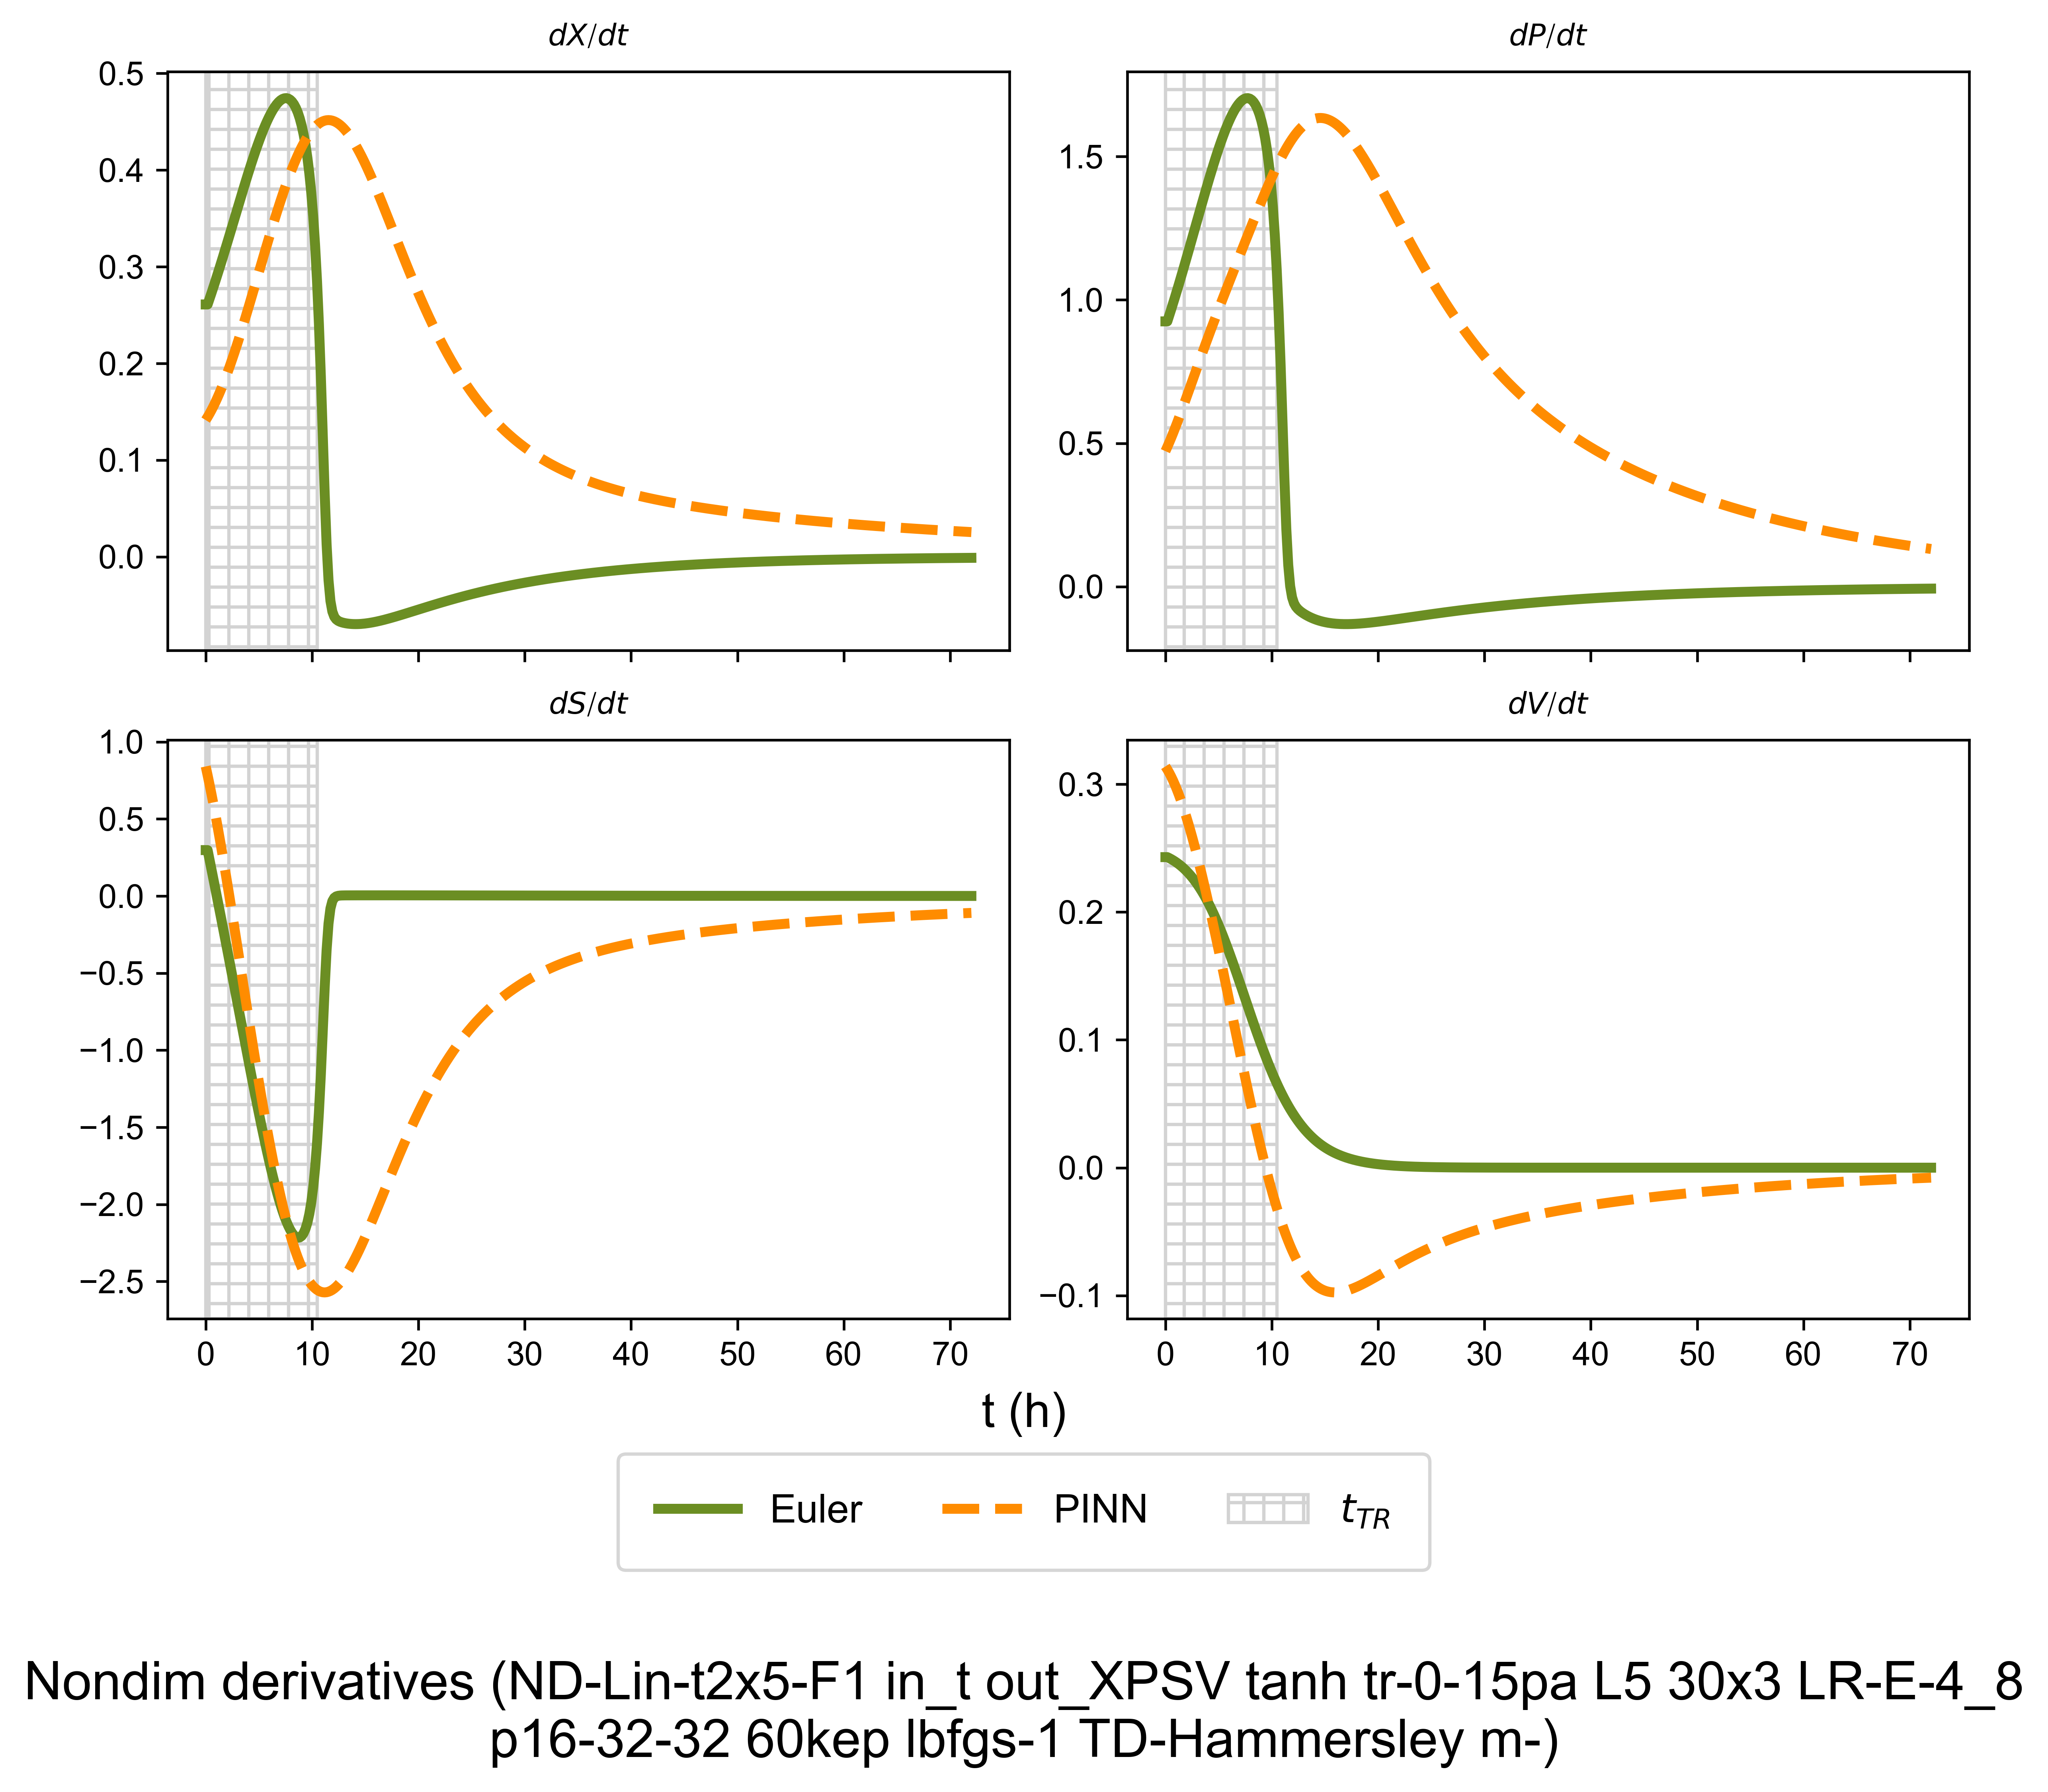 dX/dt
dP/dt
0.5
0.4
0.3
0.2
0.1
0.0
1.5
1.0
0.5
0.0
dS/dt
dV/dt
1.0
0.5
0.0
−0.5
−1.0
−1.5
−2.0
−2.5
0.3
0.2
0.1
0.0
−0.1
0 10 20 30 40 50 60 70
0 10 20 30 40 50 60 70
t (h)
Euler PINN t_TR
Nondim derivatives (ND-Lin-t2x5-F1 in_t out_XPSV tanh tr-0-15pa L5 30x3 LR-E-4_8
p16-32-32 60kep lbfgs-1 TD-Hammersley m-)